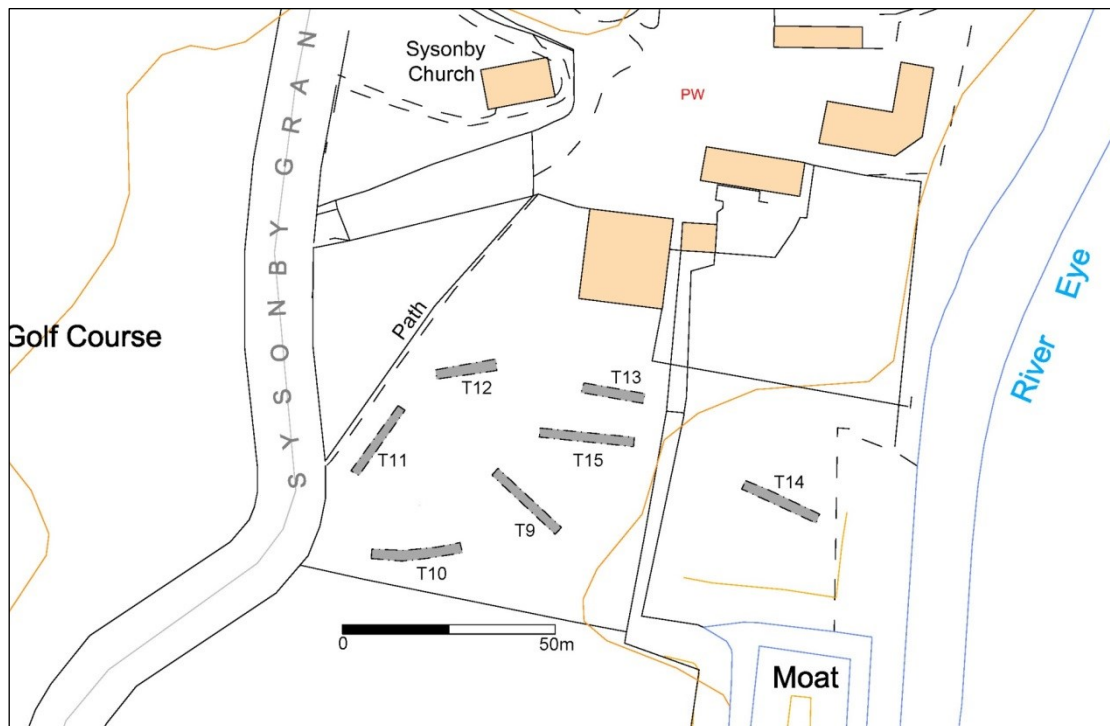 Sysonby
Church
PW
SYSONBY GRAN
River Eye
Golf Course
Path
T12
T13
T11
T15
T14
T9
T10
0
50m
Moat